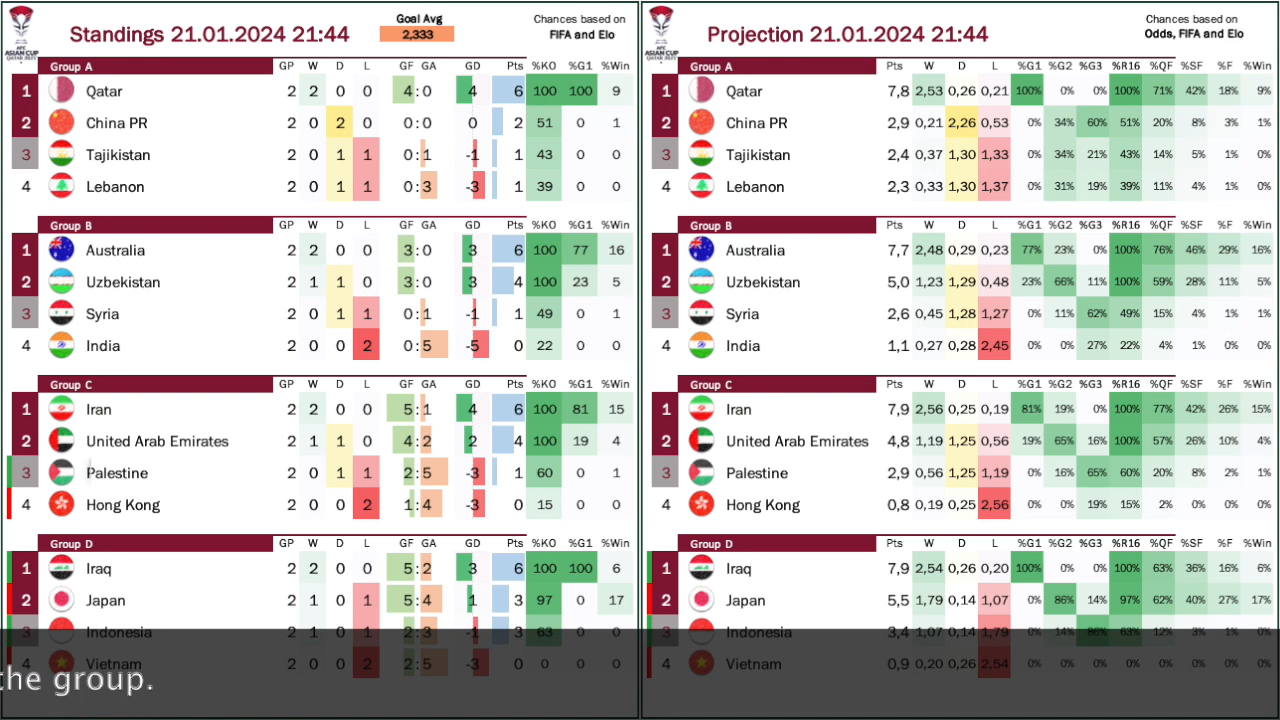 AFC
ASIAN CUP
QATAR 2023
Standings 21.01.2024 21:44
Goal Avg
2,333
Chances based on
FIFA and Elo
Group A GP W D L GF GA GD Pts %KO %G1 %Win
1 Qatar 2 2 0 0 4:0 4 6 100 100 9
2 China PR 2 0 2 0 0:0 0 2 51 0 1
3 Tajikistan 2 0 1 1 0:1 -1 1 43 0 0
4 Lebanon 2 0 1 1 0:3 -3 1 39 0 0
Group B GP W D L GF GA GD Pts %KO %G1 %Win
1 Australia 2 2 0 0 3:0 3 6 100 77 16
2 Uzbekistan 2 1 1 0 3:0 3 4 100 23 5
3 Syria 2 0 1 1 0:1 -1 1 49 0 1
4 India 2 0 0 2 0:5 -5 0 22 0 0
Group C GP W D L GF GA GD Pts %KO %G1 %Win
1 Iran 2 2 0 0 5:1 4 6 100 81 15
2 United Arab Emirates 2 1 1 0 4:2 2 4 100 19 4
3 Palestine 2 0 1 1 2:5 -3 1 60 0 1
4 Hong Kong 2 0 0 2 1:4 -3 0 15 0 0
Group D GP W D L GF GA GD Pts %KO %G1 %Win
1 Iraq 2 2 0 0 5:2 3 6 100 100 6
2 Japan 2 1 0 1 5:4 1 3 97 0 17
3 Indonesia 2 1 0 1 2:3 -1 3 63 0 0
4 Vietnam 2 0 0 2 2:5 -3 0 0 0 0
AFC
ASIAN CUP
QATAR 2023
Projection 21.01.2024 21:44
Chances based on
Odds, FIFA and Elo
Group A Pts W D L %G1 %G2 %G3 %R16 %QF %SF %F %Win
1 Qatar 7,8 2,53 0,26 0,21 100% 0% 0% 100% 71% 42% 18% 9%
2 China PR 2,9 0,21 2,26 0,53 0% 34% 60% 51% 20% 8% 3% 1%
3 Tajikistan 2,4 0,37 1,30 1,33 0% 34% 21% 43% 14% 5% 1% 0%
4 Lebanon 2,3 0,33 1,30 1,37 0% 31% 19% 39% 11% 4% 1% 0%
Group B Pts W D L %G1 %G2 %G3 %R16 %QF %SF %F %Win
1 Australia 7,7 2,48 0,29 0,23 77% 23% 0% 100% 76% 46% 29% 16%
2 Uzbekistan 5,0 1,23 1,29 0,48 23% 66% 11% 100% 59% 28% 11% 5%
3 Syria 2,6 0,45 1,28 1,27 0% 11% 62% 49% 15% 4% 1% 1%
4 India 1,1 0,27 0,28 2,45 0% 0% 27% 22% 4% 1% 0% 0%
Group C Pts W D L %G1 %G2 %G3 %R16 %QF %SF %F %Win
1 Iran 7,9 2,56 0,25 0,19 81% 19% 0% 100% 77% 42% 26% 15%
2 United Arab Emirates 4,8 1,19 1,25 0,56 19% 65% 16% 100% 57% 26% 10% 4%
3 Palestine 2,9 0,56 1,25 1,19 0% 16% 65% 60% 20% 8% 2% 1%
4 Hong Kong 0,8 0,19 0,25 2,56 0% 0% 19% 15% 2% 0% 0% 0%
Group D Pts W D L %G1 %G2 %G3 %R16 %QF %SF %F %Win
1 Iraq 7,9 2,54 0,26 0,20 100% 0% 0% 100% 63% 36% 16% 6%
2 Japan 5,5 1,79 0,14 1,07 0% 86% 14% 97% 62% 40% 27% 17%
3 Indonesia 3,4 1,07 0,14 1,79 0% 14% 86% 63% 12% 3% 1% 0%
4 Vietnam 0,9 0,20 0,26 2,54 0% 0% 0% 0% 0% 0% 0% 0%
the group.